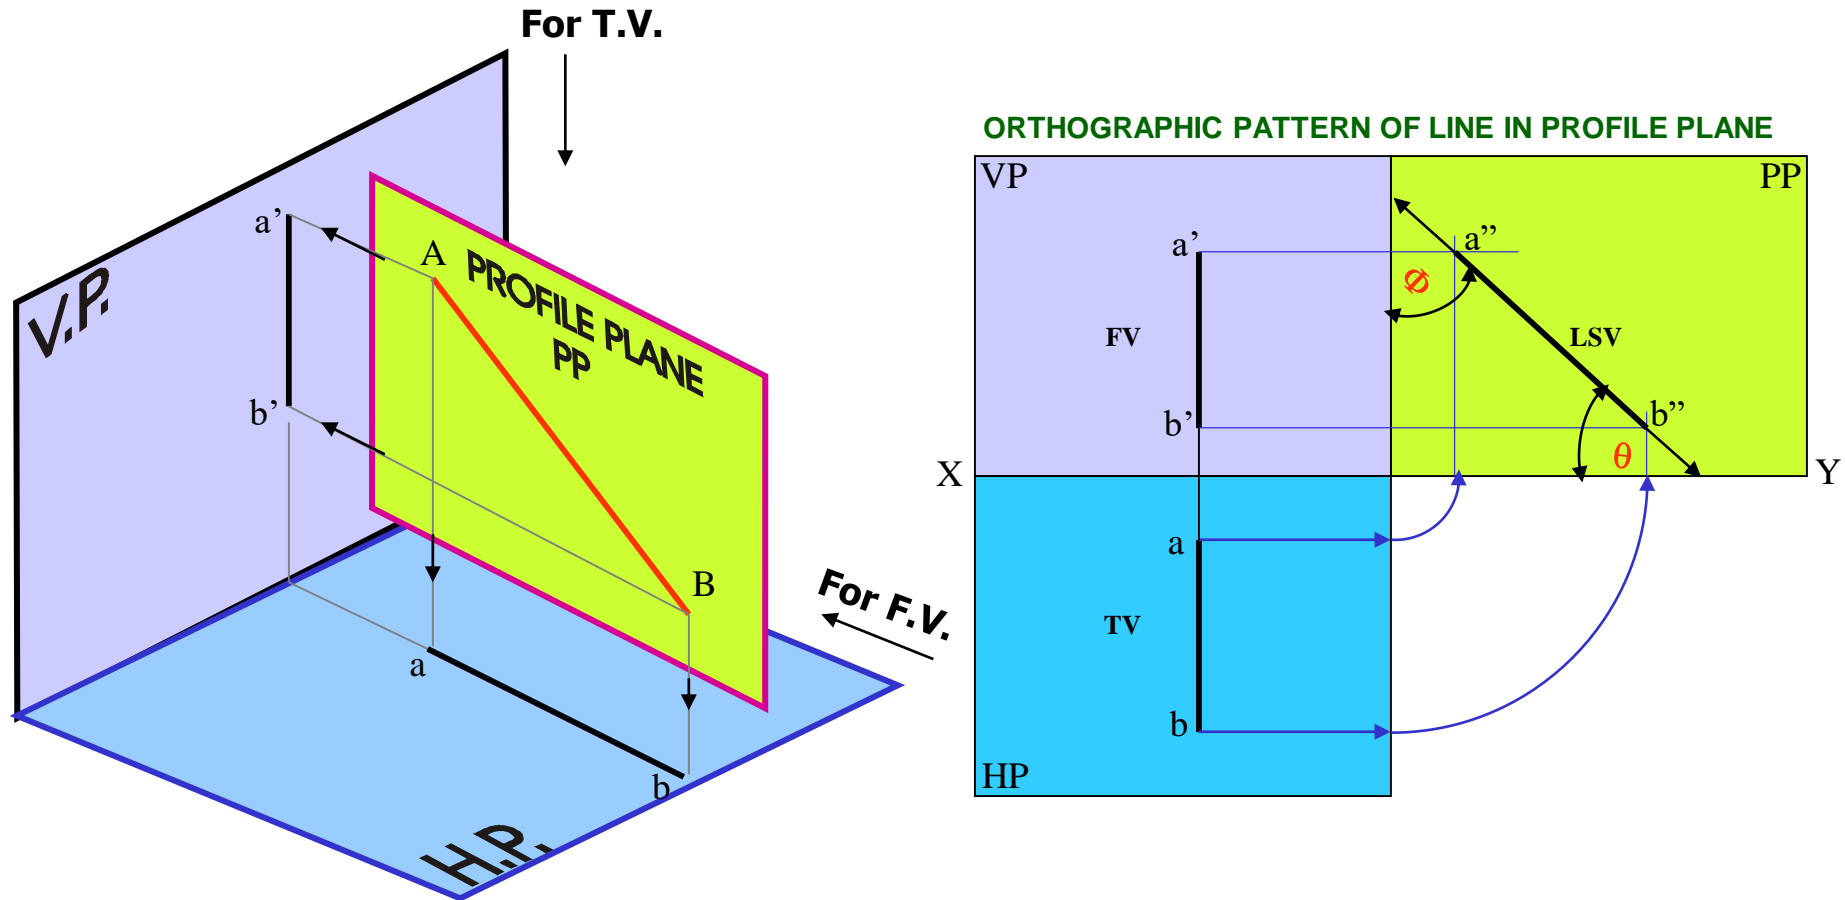 For T.V.
V.P.
a’
b’
A
PROFILE PLANE
PP
B
For F.V.
a
b
H.P.
ORTHOGRAPHIC PATTERN OF LINE IN PROFILE PLANE
VP
PP
a’
a”
Φ
FV
LSV
b’
b”
θ
X
Y
a
TV
b
HP